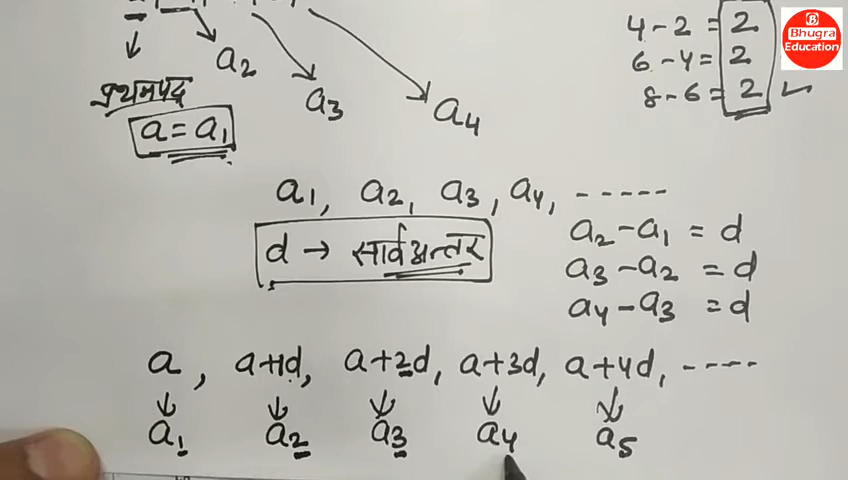 4-2=2
6-4=2
8-6=2
Bhugra
Education
a2
a3
a4
प्रथमपद
a=a1
a1, a2, a3, a4, -----
d → सार्वअन्तर
a2-a1 = d
a3-a2 = d
a4-a3 = d
a, a+1d, a+2d, a+3d, a+4d, ----
a1 a2 a3 a4 a5